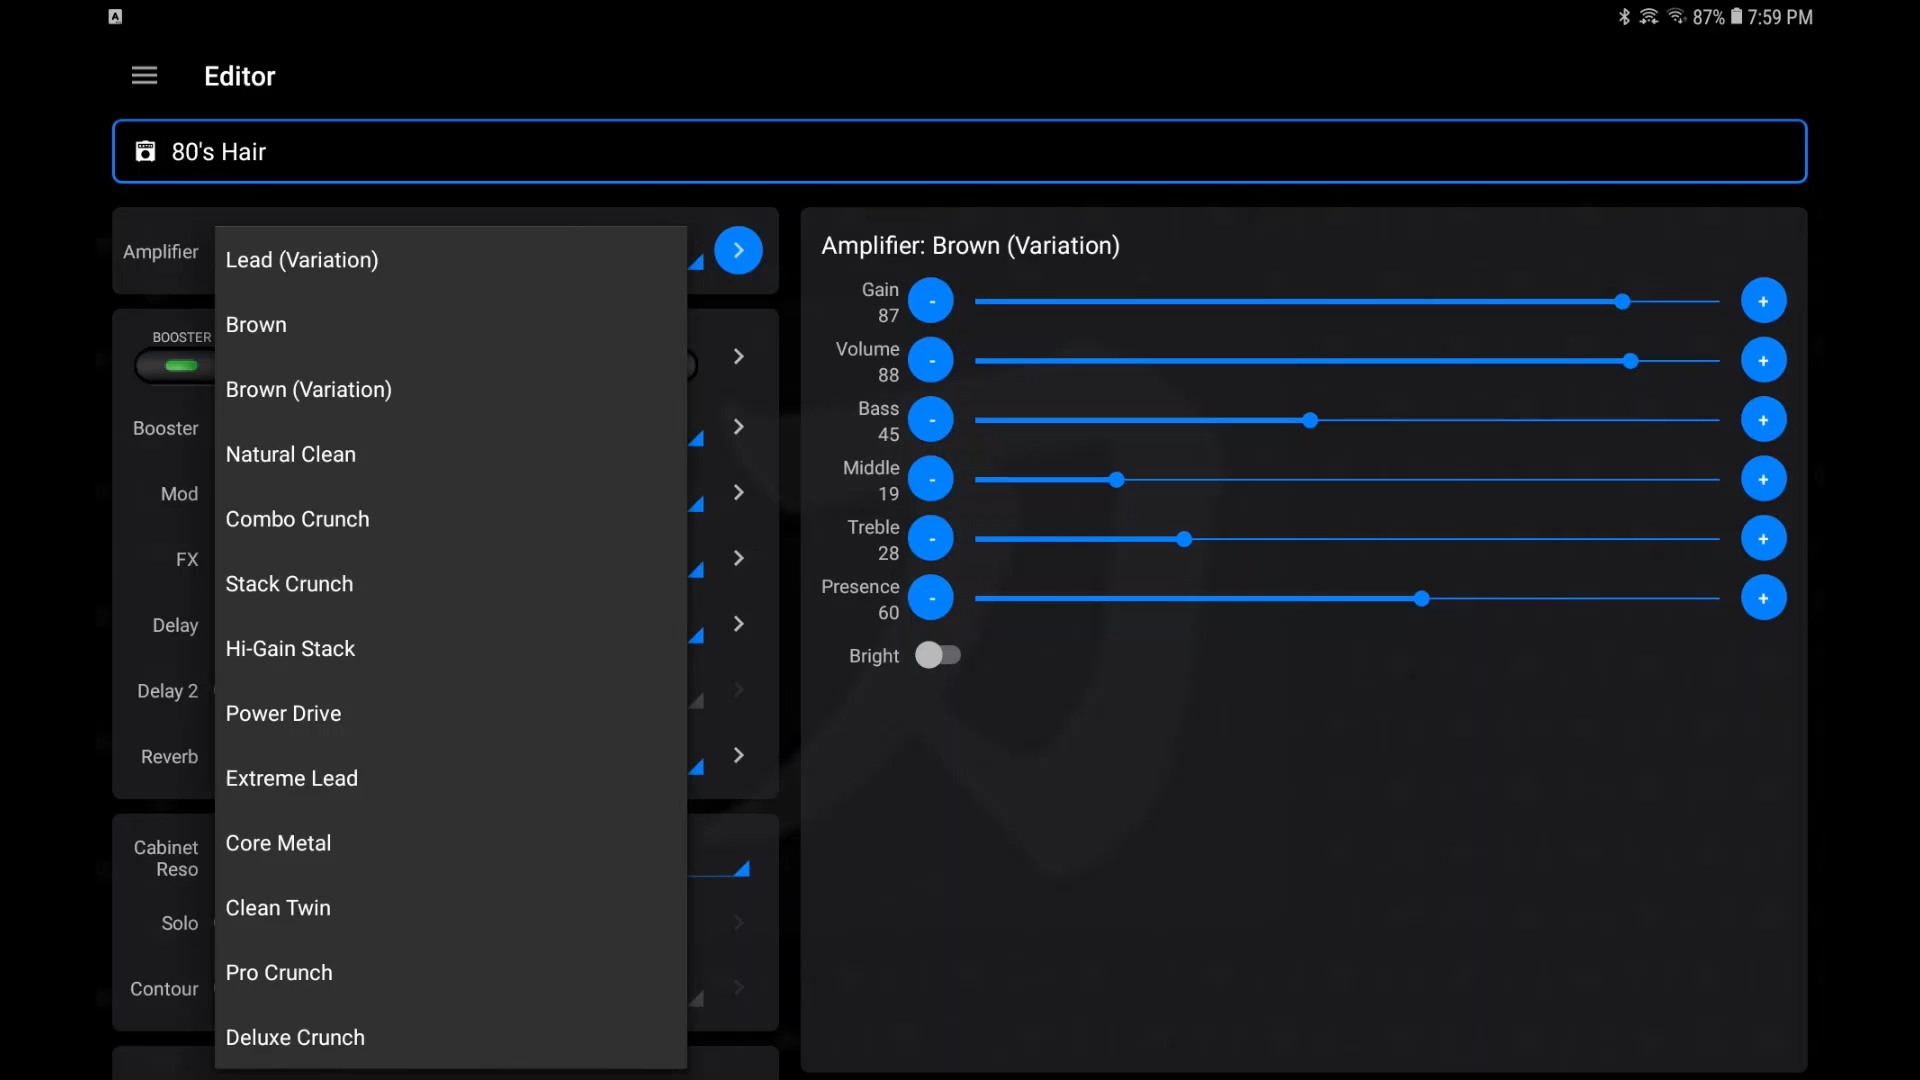 A
87% 7:59 PM
Editor
80's Hair
Amplifier
Lead (Variation)
Brown
Brown (Variation)
Natural Clean
Combo Crunch
Stack Crunch
Hi-Gain Stack
Power Drive
Extreme Lead
Core Metal
Clean Twin
Pro Crunch
Deluxe Crunch
BOOSTER
Booster
Mod
FX
Delay
Delay 2
Reverb
Cabinet
Reso
Solo
Contour
Amplifier: Brown (Variation)
Gain
87
- +
Volume
88
- +
Bass
45
- +
Middle
19
- +
Treble
28
- +
Presence
60
- +
Bright